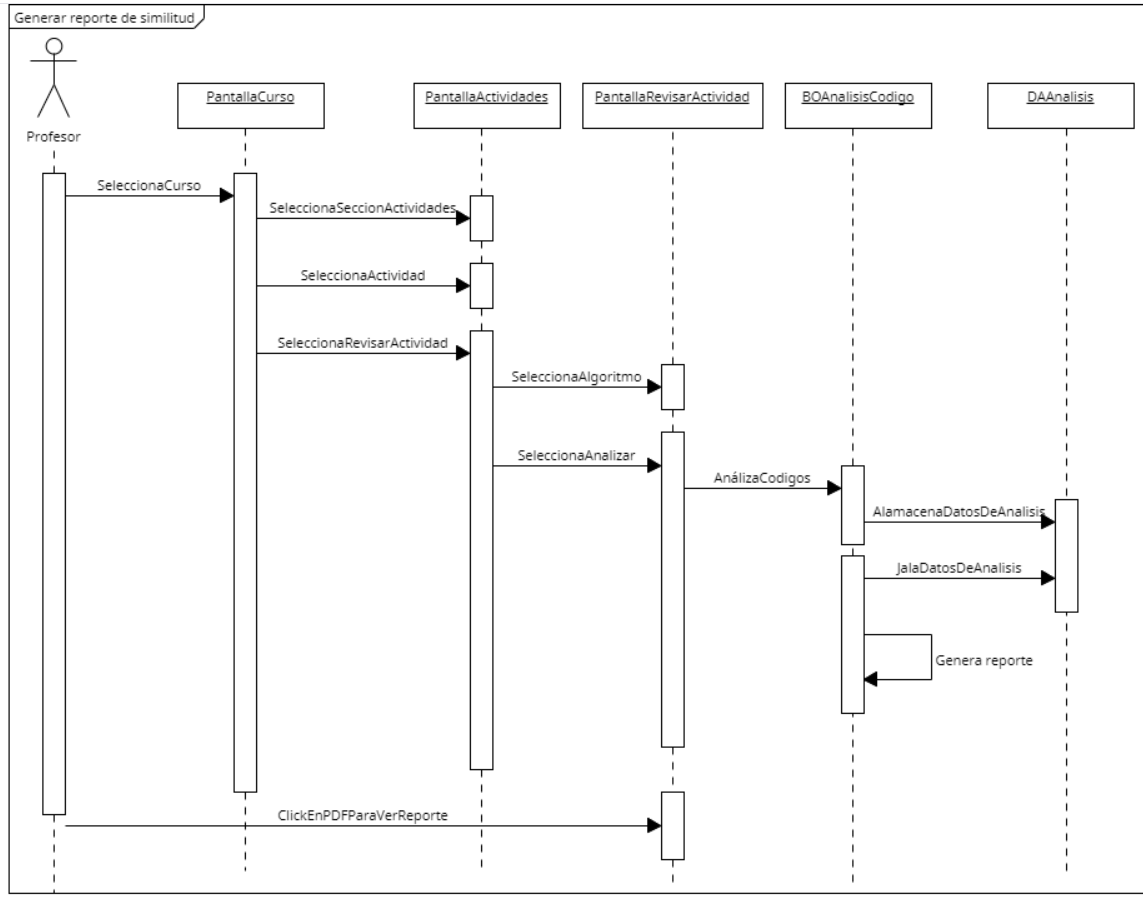 Generar reporte de similitud
Profesor
PantallaCurso
PantallaActividades
PantallaRevisarActividad
BOAnalisisCodigo
DAAnalisis
SeleccionaCurso
SeleccionaSeccionActividades
SeleccionaActividad
SeleccionaRevisarActividad
SeleccionaAlgoritmo
SeleccionaAnalizar
AnálizaCodigos
AlamacenaDatosDeAnalisis
JalaDatosDeAnalisis
Genera reporte
ClickEnPDFParaVerReporte